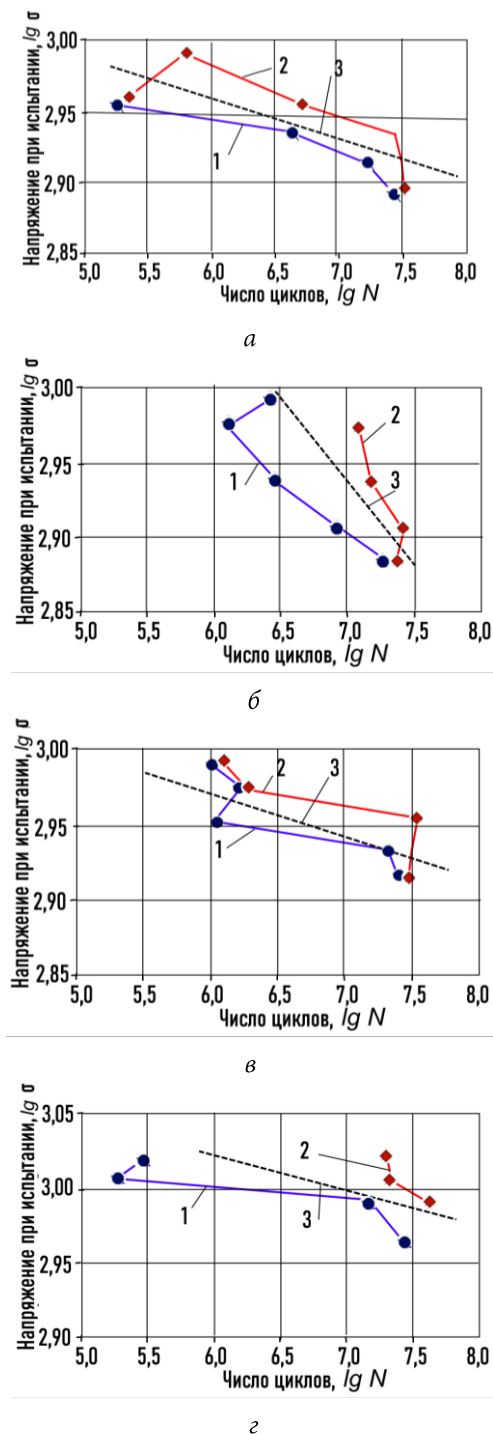 Напряжение при испытании, lg σ
3,00
2,95
2,90
2,85
1
2
3
5,0 5,5 6,0 6,5 7,0 7,5 8,0
Число циклов, lg N
а
Напряжение при испытании, lg σ
3,00
2,95
2,90
2,85
1
2
3
5,0 5,5 6,0 6,5 7,0 7,5 8,0
Число циклов, lg N
б
Напряжение при испытании, lg σ
3,00
2,95
2,90
2,85
1
2
3
5,0 5,5 6,0 6,5 7,0 7,5 8,0
Число циклов, lg N
в
Напряжение при испытании, lg σ
3,05
3,00
2,95
2,90
1
2
3
5,0 5,5 6,0 6,5 7,0 7,5 8,0
Число циклов, lg N
г